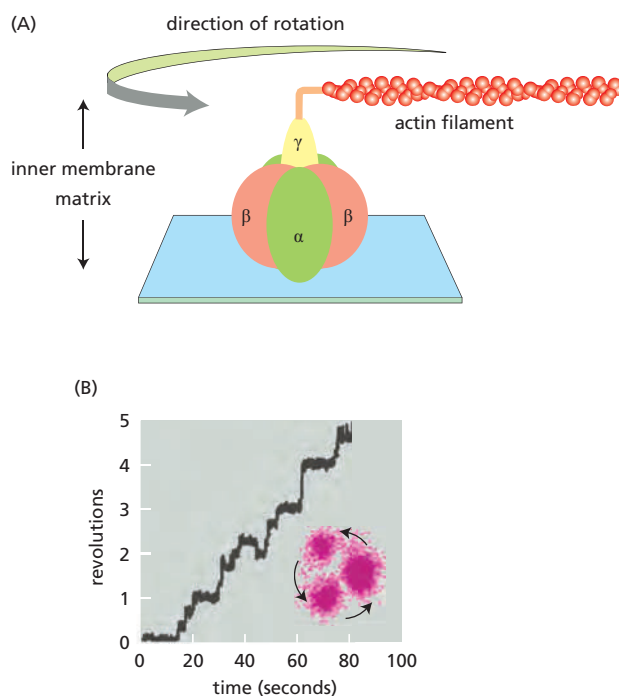 (A)
direction of rotation
actin filament
inner membrane
matrix
γ
β
α
β
(B)
5
4
3
2
1
0
revolutions
0
20
40
60
80
100
time (seconds)